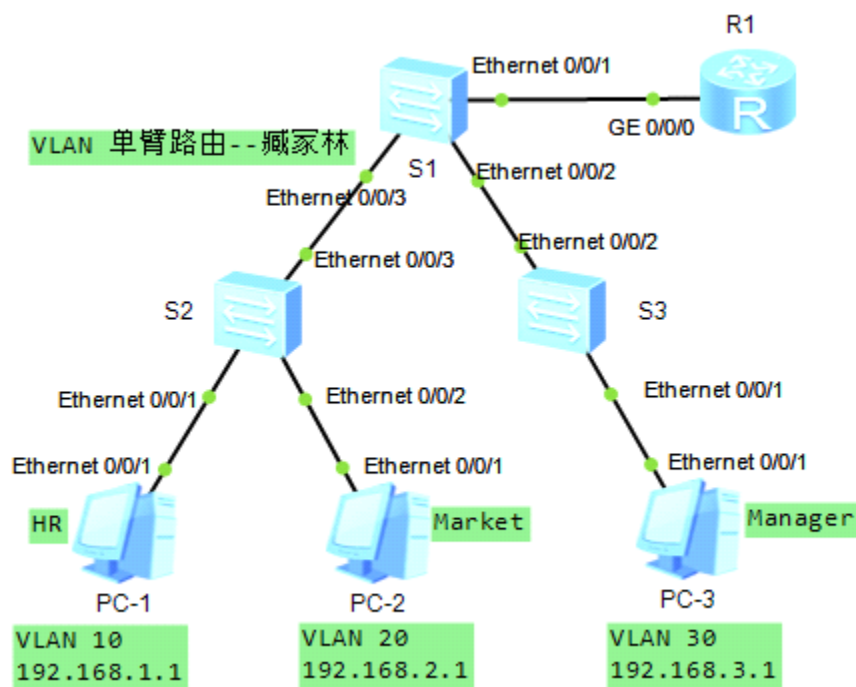 R1
Ethernet 0/0/1
GE 0/0/0
R
VLAN 单臂路由--臧冢林
S1
Ethernet 0/0/2
Ethernet 0/0/3
Ethernet 0/0/2
Ethernet 0/0/3
S2
S3
Ethernet 0/0/1
Ethernet 0/0/2
Ethernet 0/0/1
Ethernet 0/0/1
Ethernet 0/0/1
Ethernet 0/0/1
HR
Market
Manager
PC-1
PC-2
PC-3
VLAN 10
192.168.1.1
VLAN 20
192.168.2.1
VLAN 30
192.168.3.1